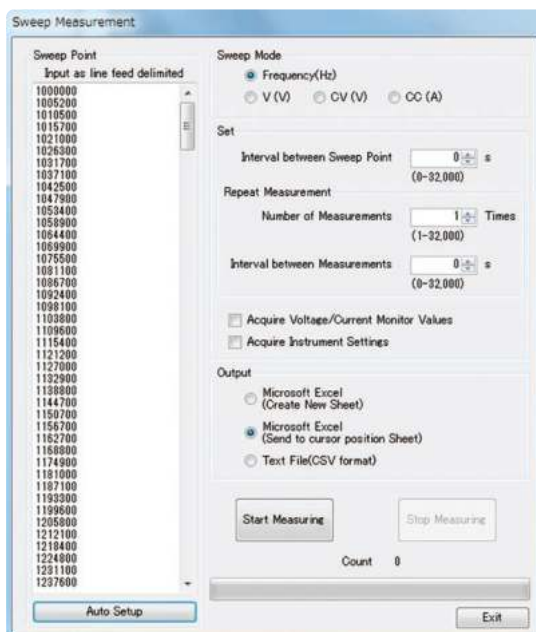 Sweep Measurement
Sweep Point
Input as line feed delimited
1000000
1005200
1010500
1015700
1021000
1026300
1031700
1037100
1042500
1047900
1053400
1058900
1064400
1069900
1075500
1081100
1086700
1092400
1098100
1103800
1109600
1115400
1121200
1127000
1132900
1138800
1144700
1150700
1156700
1162700
1168800
1174900
1181000
1187100
1193300
1199600
1205800
1212100
1218400
1224800
1231100
1237600
Auto Setup
Sweep Mode
Frequency(Hz)
V (V) CV (V) CC (A)
Set
Interval between Sweep Point 0 s
(0-32,000)
Repeat Measurement
Number of Measurements 1 Times
(1-32,000)
Interval between Measurements 0 s
(0-32,000)
Acquire Voltage/Current Monitor Values
Acquire Instrument Settings
Output
Microsoft Excel
(Create New Sheet)
Microsoft Excel
(Send to cursor position Sheet)
Text File(CSV format)
Start Measuring Stop Measuring
Count 0
Exit